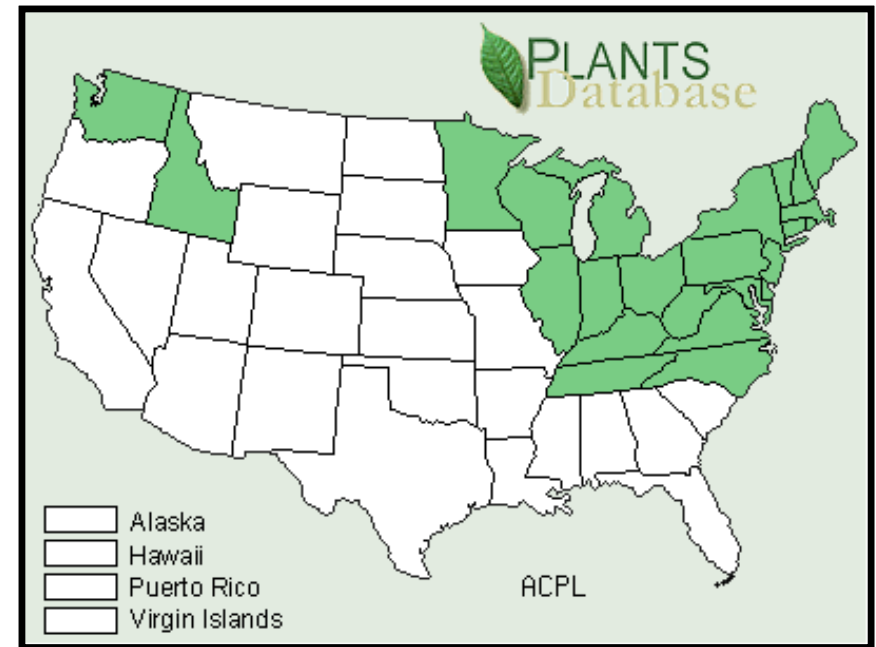 PLANTS
Database
Alaska
Hawaii
Puerto Rico
Virgin Islands
ACPL